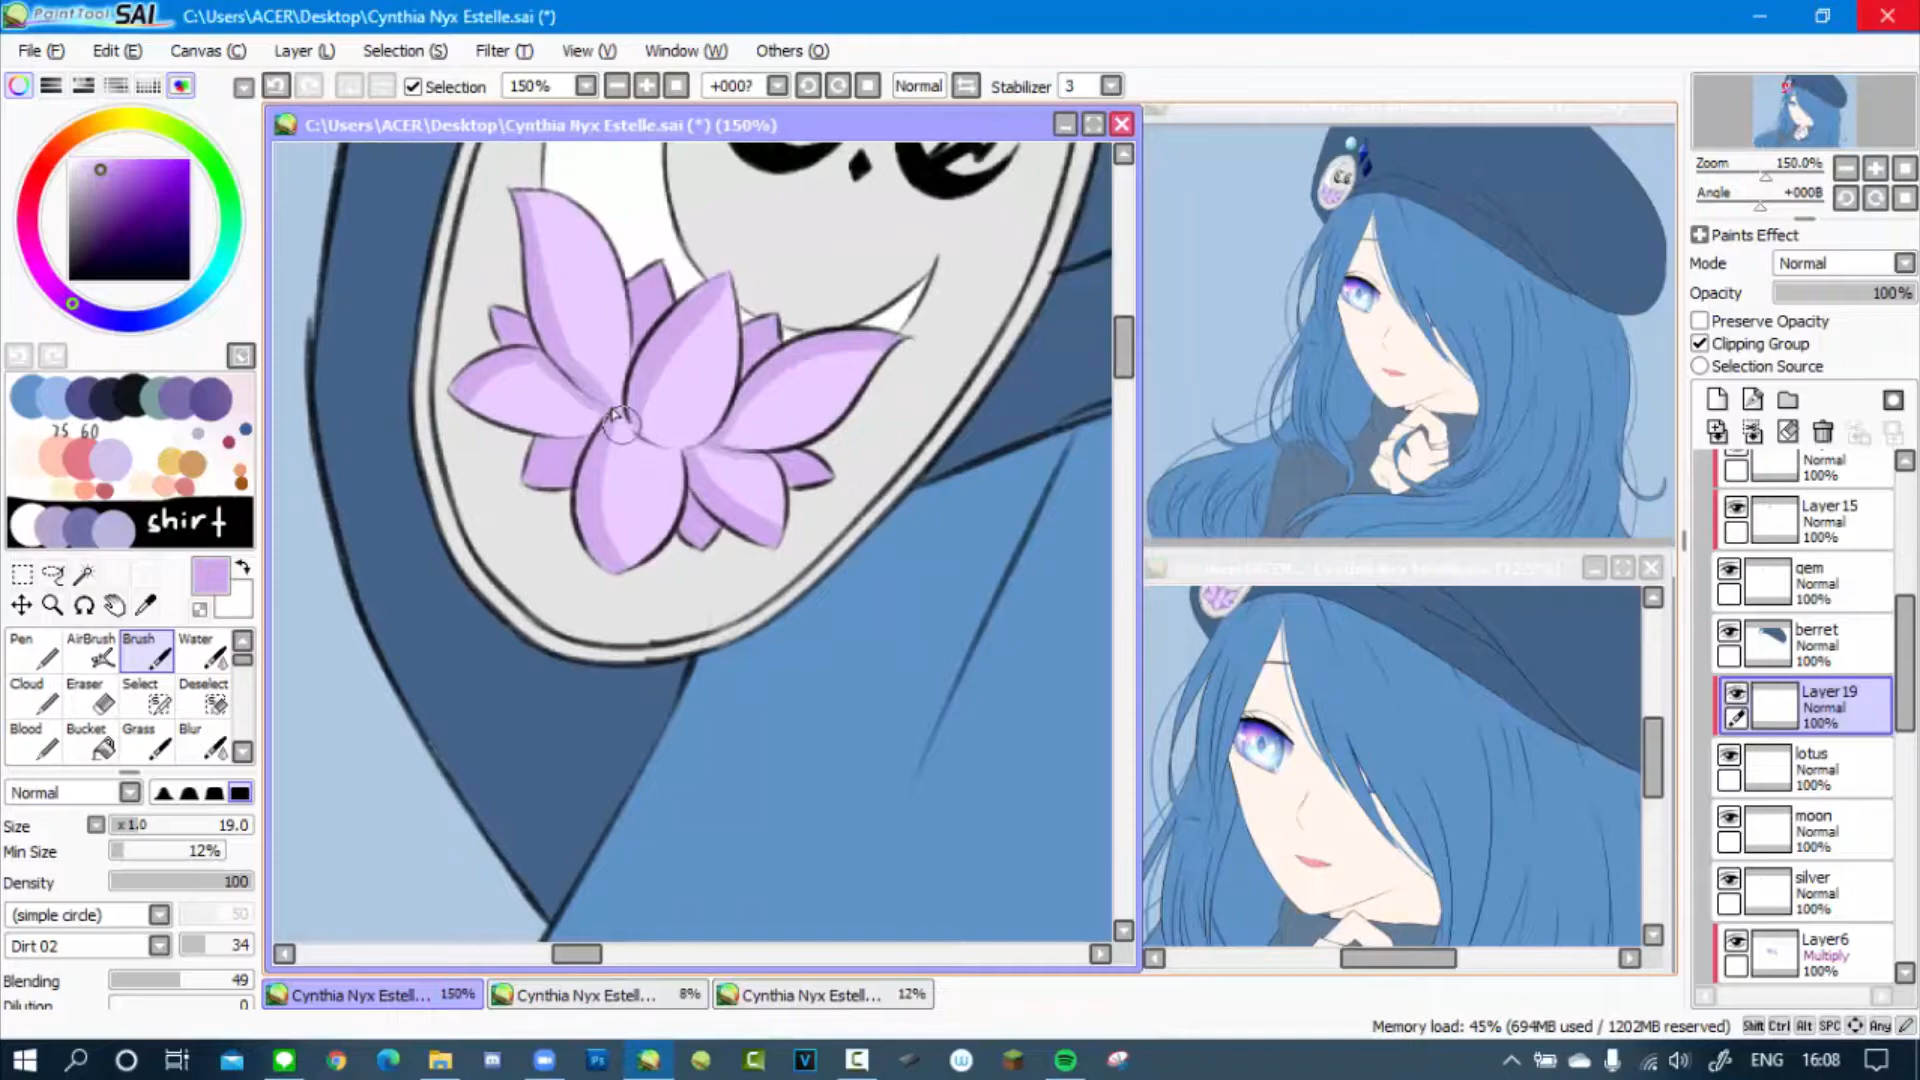 PaintTool SAI C:\Users\ACER\Desktop\Cynthia Nyx Estelle.sai (*)
File (F) Edit (E) Canvas (C) Layer (L) Selection (S) Filter (T) View (V) Window (W) Others (O)
Selection 150% +000? Normal Stabilizer 3
C:\Users\ACER\Desktop\Cynthia Nyx Estelle.sai (*) (150%)
Zoom 150.0%
Angle +000B
Paints Effect
Mode Normal
Opacity 100%
Preserve Opacity
Clipping Group
Selection Source
75 60
shirt
Pen AirBrush Brush Water
Cloud Eraser Select Deselect
Blood Bucket Grass Blur
Normal
Size x 1.0 19.0
Min Size 12%
Density 100
(simple circle) 50
Dirt 02 34
Blending 49
Dilution 0
Normal
100%
Layer15
Normal
100%
gem
Normal
100%
berret
Normal
100%
Layer19
Normal
100%
lotus
Normal
100%
moon
Normal
100%
silver
Normal
100%
Layer6
Multiply
100%
Cynthia Nyx Estell... 150% Cynthia Nyx Estell... 8% Cynthia Nyx Estell... 12%
Memory load: 45% (694MB used / 1202MB reserved) Shift Ctrl Alt SPC Any
Ps C V C w ENG 16:08